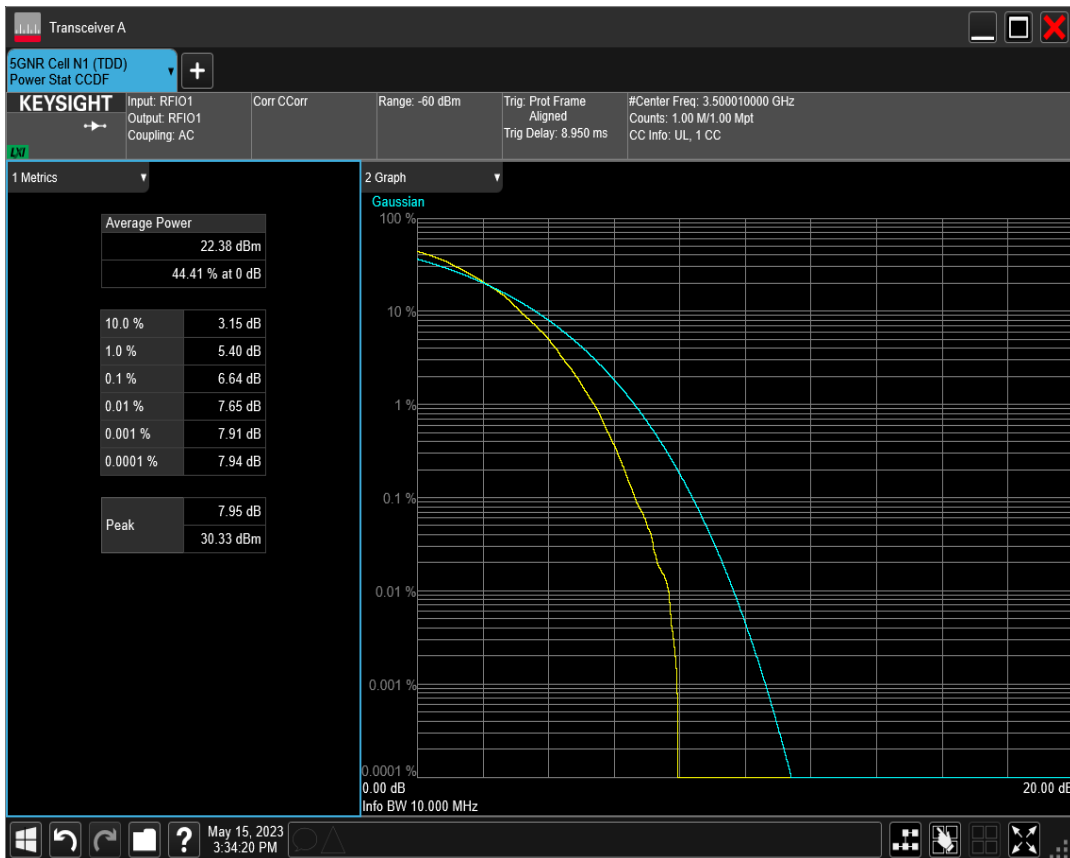 Transceiver A
5GNR Cell N1 (TDD)
Power Stat CCDF
KEYSIGHT
LXI
Input: RFIO1
Output: RFIO1
Coupling: AC
Corr CCorr
Range: -60 dBm
Trig: Prot Frame
Aligned
Trig Delay: 8.950 ms
#Center Freq: 3.500010000 GHz
Counts: 1.00 M/1.00 Mpt
CC Info: UL, 1 CC
1 Metrics
Average Power
22.38 dBm
44.41 % at 0 dB
10.0 % 3.15 dB
1.0 % 5.40 dB
0.1 % 6.64 dB
0.01 % 7.65 dB
0.001 % 7.91 dB
0.0001 % 7.94 dB
Peak
7.95 dB
30.33 dBm
2 Graph
Gaussian
100 %
10 %
1 %
0.1 %
0.01 %
0.001 %
0.0001 %
0.00 dB 20.00 dB
Info BW 10.000 MHz
?
May 15, 2023
3:34:20 PM